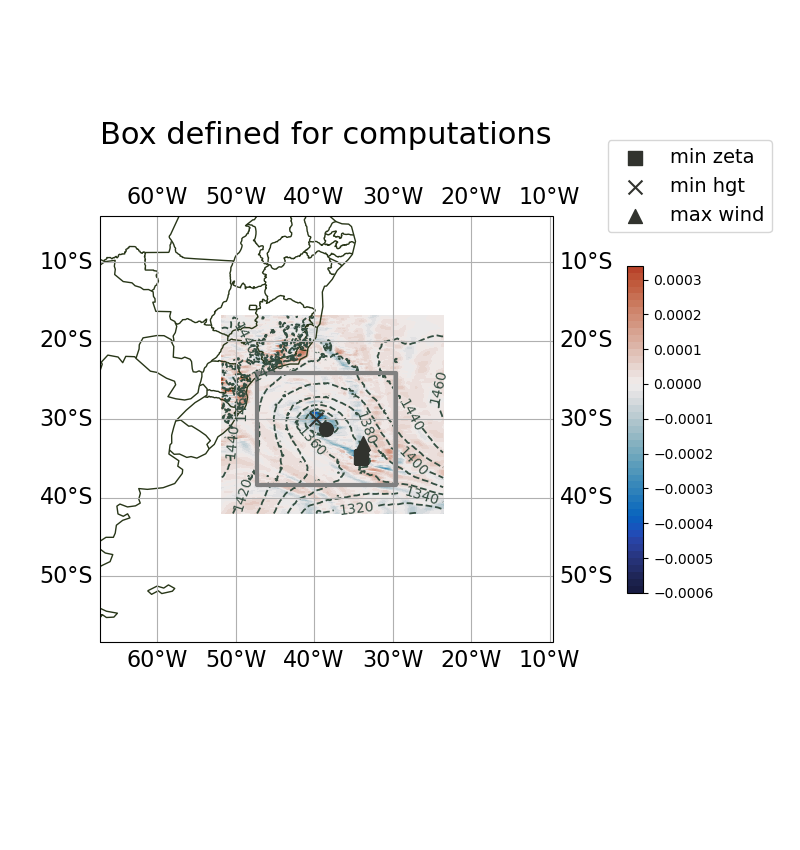 Box defined for computations
min zeta
min hgt
max wind
60°W 50°W 40°W 30°W 20°W 10°W
10°S 10°S
20°S 20°S
30°S 30°S
40°S 40°S
50°S 50°S
60°W 50°W 40°W 30°W 20°W 10°W
1460
1440
1380
1360
1440
1400
1420
1340
1320
0.0003
0.0002
0.0001
0.0000
−0.0001
−0.0002
−0.0003
−0.0004
−0.0005
−0.0006